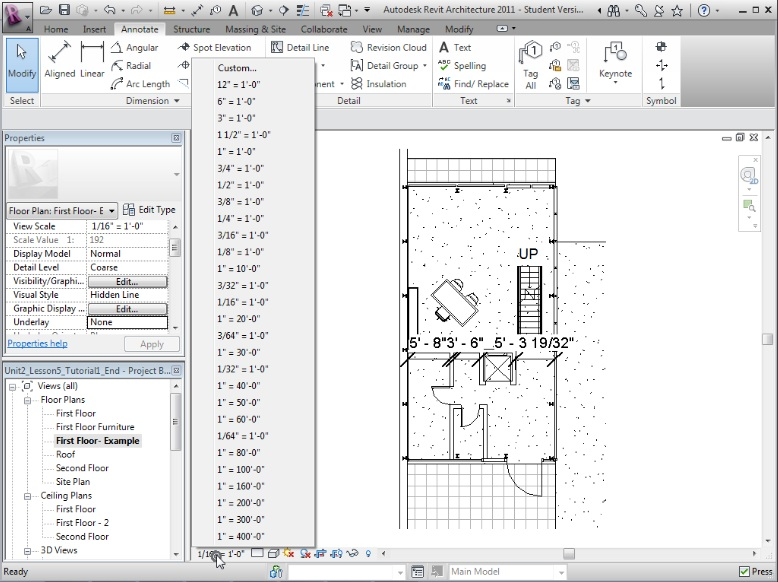 Autodesk Revit Architecture 2011 - Student Versi...
Home Insert Annotate Structure Massing & Site Collaborate View Manage Modify
Modify
Aligned
Linear
Angular
Radial
Arc Length
Spot Elevation
Detail Line
Revision Cloud
Detail Group
Insulation
Text
Spelling
Find/ Replace
Tag
All
Keynote
Select
Dimension
Detail
Text
Tag
Symbol
Properties
Floor Plan: First Floor- E
Edit Type
View Scale 1/16" = 1'-0"
Scale Value 1: 192
Display Model Normal
Detail Level Coarse
Visibility/Graphi... Edit...
Visual Style Hidden Line
Graphic Display ... Edit...
Underlay None
Properties help
Apply
Unit2_Lesson5_Tutorial1_End - Project B...
Views (all)
Floor Plans
First Floor
First Floor Furniture
First Floor- Example
Roof
Second Floor
Site Plan
Ceiling Plans
First Floor
First Floor - 2
Second Floor
3D Views
Custom...
12" = 1'-0"
6" = 1'-0"
3" = 1'-0"
1 1/2" = 1'-0"
1" = 1'-0"
3/4" = 1'-0"
1/2" = 1'-0"
3/8" = 1'-0"
1/4" = 1'-0"
3/16" = 1'-0"
1/8" = 1'-0"
1" = 10'-0"
3/32" = 1'-0"
1/16" = 1'-0"
1" = 20'-0"
3/64" = 1'-0"
1" = 30'-0"
1/32" = 1'-0"
1" = 40'-0"
1" = 50'-0"
1" = 60'-0"
1/64" = 1'-0"
1" = 80'-0"
1" = 100'-0"
1" = 160'-0"
1" = 200'-0"
1" = 300'-0"
1" = 400'-0"
UP
5' - 8" 3' - 6" 5' - 3 19/32"
2D
1/16" = 1'-0"
Ready
Main Model
Press